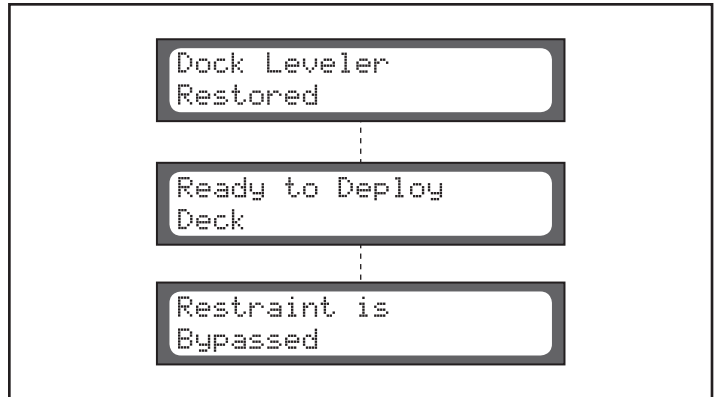 Dock Leveler
Restored
Ready to Deploy
Deck
Restraint is
Bypassed